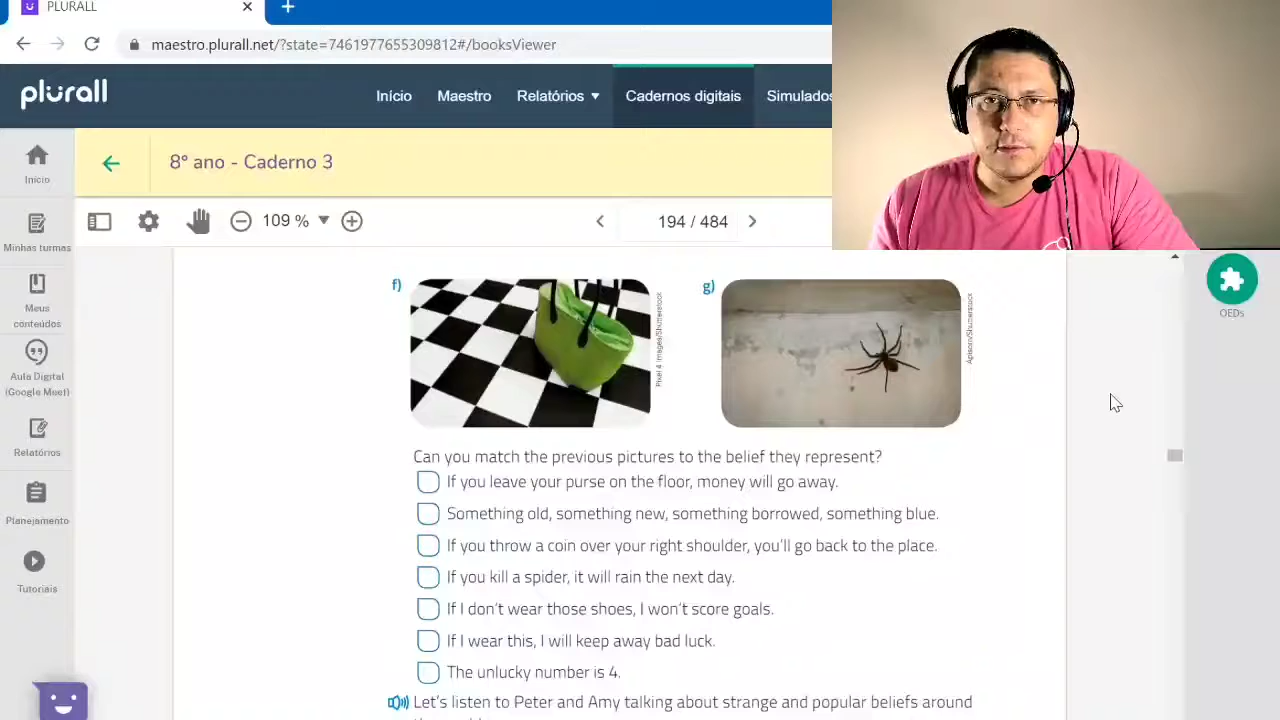 PLURALL
maestro.plurall.net/?state=7461977655309812#/booksViewer
plurall
Início
Maestro
Relatórios
Cadernos digitais
Simulados
Início
Minhas turmas
Meus
conteúdos
Aula Digital
(Google Meet)
Relatórios
Planejamento
Tutoriais
8º ano - Caderno 3
109 %
194 / 484
OEDs
f)
Pixel 4 Images/Shutterstock
g)
Apisorn/Shutterstock
Can you match the previous pictures to the belief they represent?
If you leave your purse on the floor, money will go away.
Something old, something new, something borrowed, something blue.
If you throw a coin over your right shoulder, you'll go back to the place.
If you kill a spider, it will rain the next day.
If I don't wear those shoes, I won't score goals.
If I wear this, I will keep away bad luck.
The unlucky number is 4.
Let's listen to Peter and Amy talking about strange and popular beliefs around